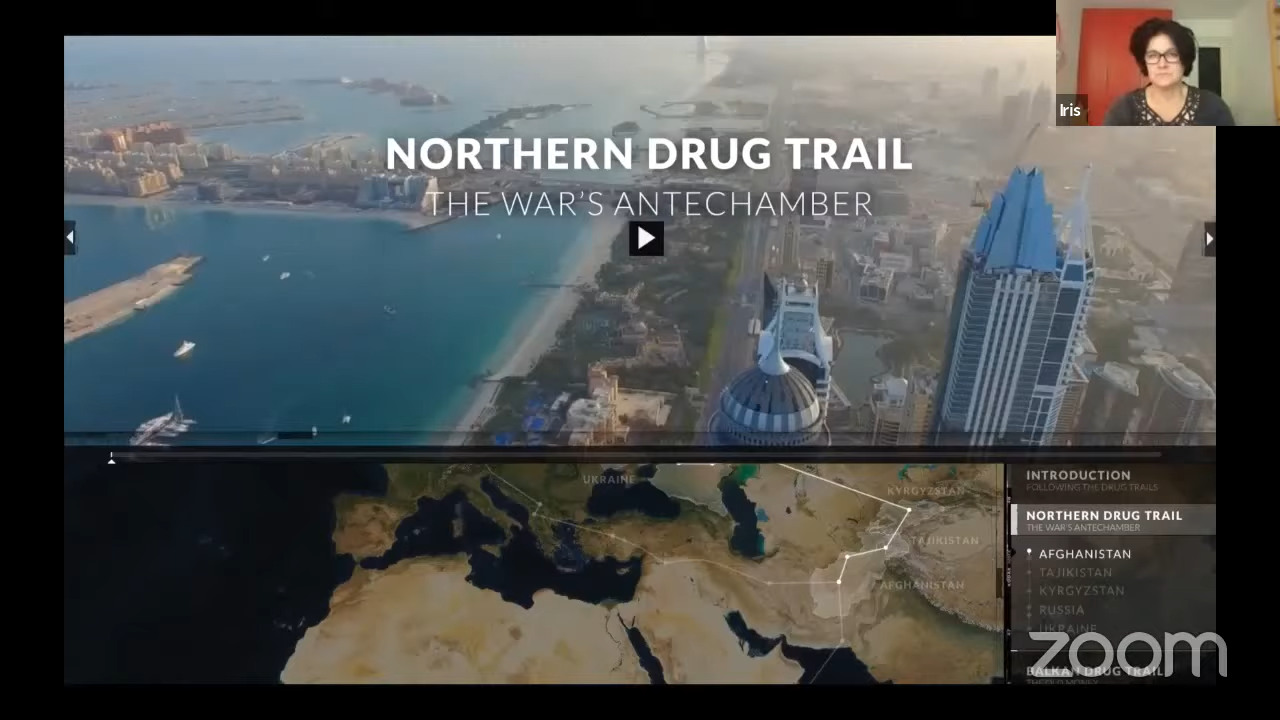 Iris
NORTHERN DRUG TRAIL
THE WAR'S ANTECHAMBER
UKRAINE
KYRGYZSTAN
TAJIKISTAN
AFGHANISTAN
INTRODUCTION
FOLLOWING THE DRUG TRAILS
NORTHERN DRUG TRAIL
THE WAR'S ANTECHAMBER
AFGHANISTAN
TAJIKISTAN
KYRGYZSTAN
RUSSIA
UKRAINE
zoom
BALKAN DRUG TRAIL